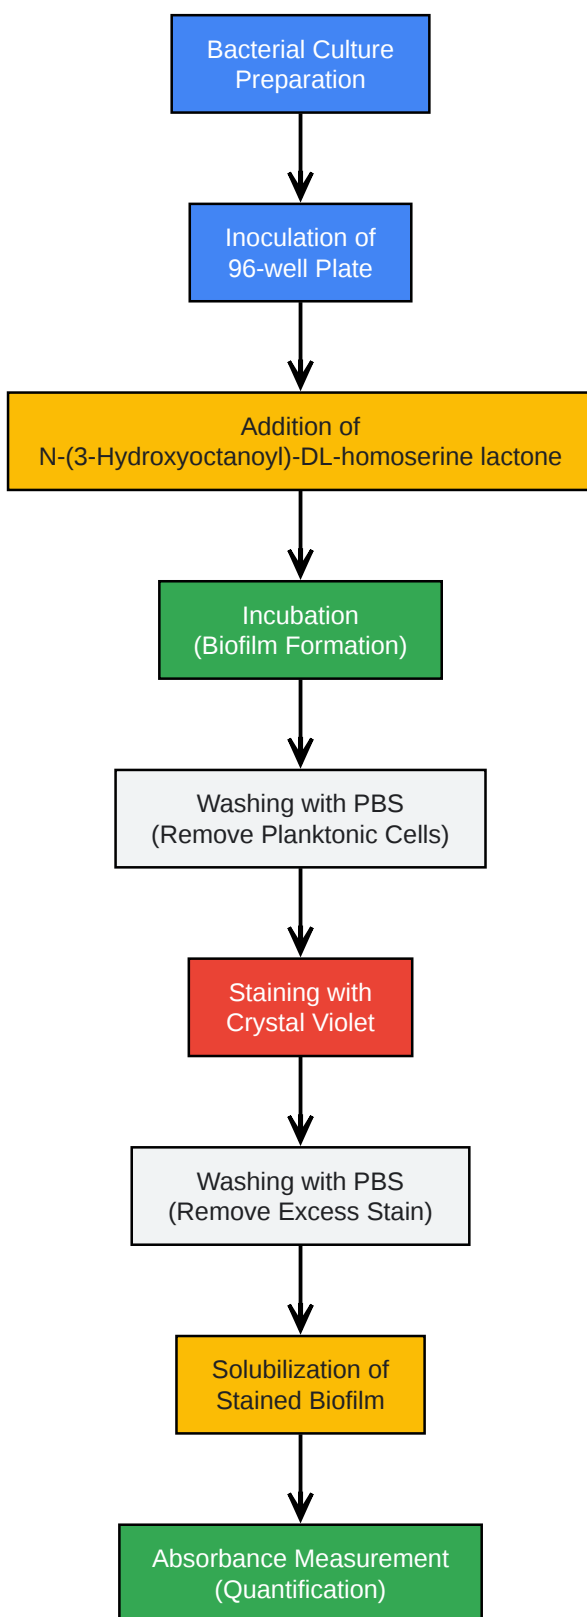 Bacterial Culture
Preparation
Inoculation of
96-well Plate
Addition of
N-(3-Hydroxyoctanoyl)-DL-homoserine lactone
Incubation
(Biofilm Formation)
Washing with PBS
(Remove Planktonic Cells)
Staining with
Crystal Violet
Washing with PBS
(Remove Excess Stain)
Solubilization of
Stained Biofilm
Absorbance Measurement
(Quantification)